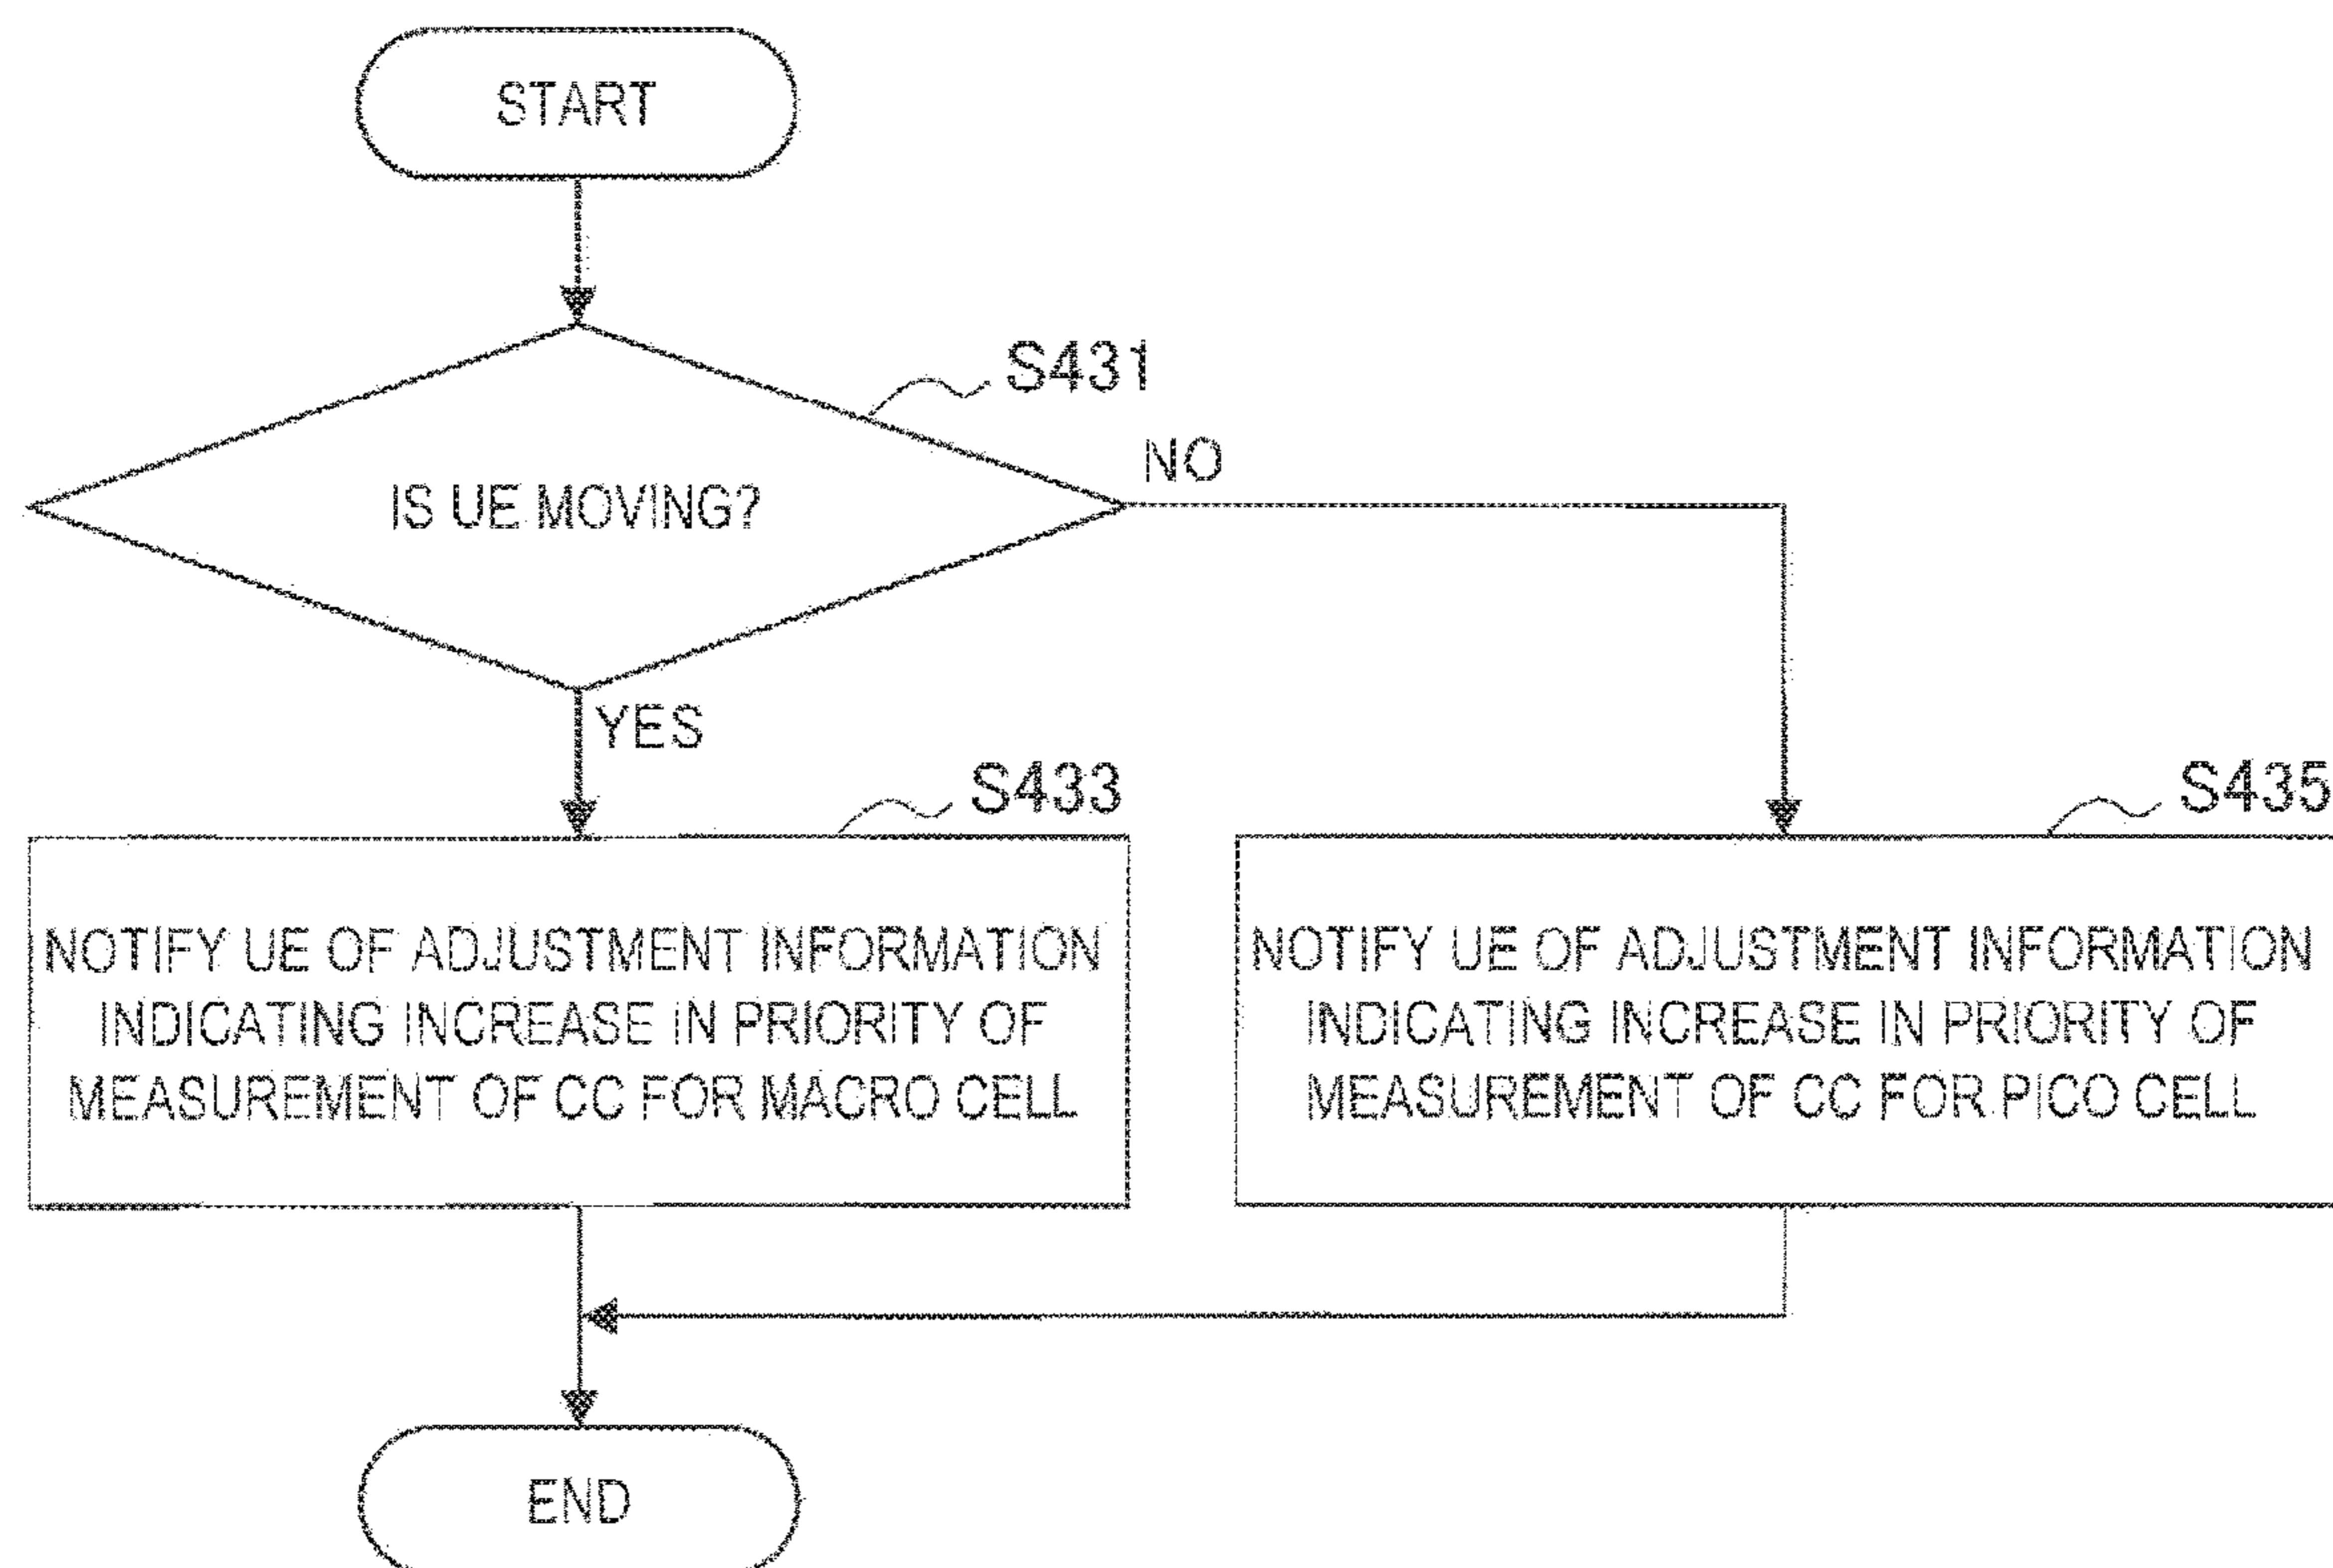 START
S431
NO
IS UE MOVING?
YES
S433
S435
NOTIFY UE OF ADJUSTMENT INFORMATION
INDICATING INCREASE IN PRIORITY OF
MEASUREMENT OF CC FOR MACRO CELL
NOTIFY UE OF ADJUSTMENT INFORMATION
INDICATING INCREASE IN PRIORITY OF
MEASUREMENT OF CC FOR PICO CELL
END